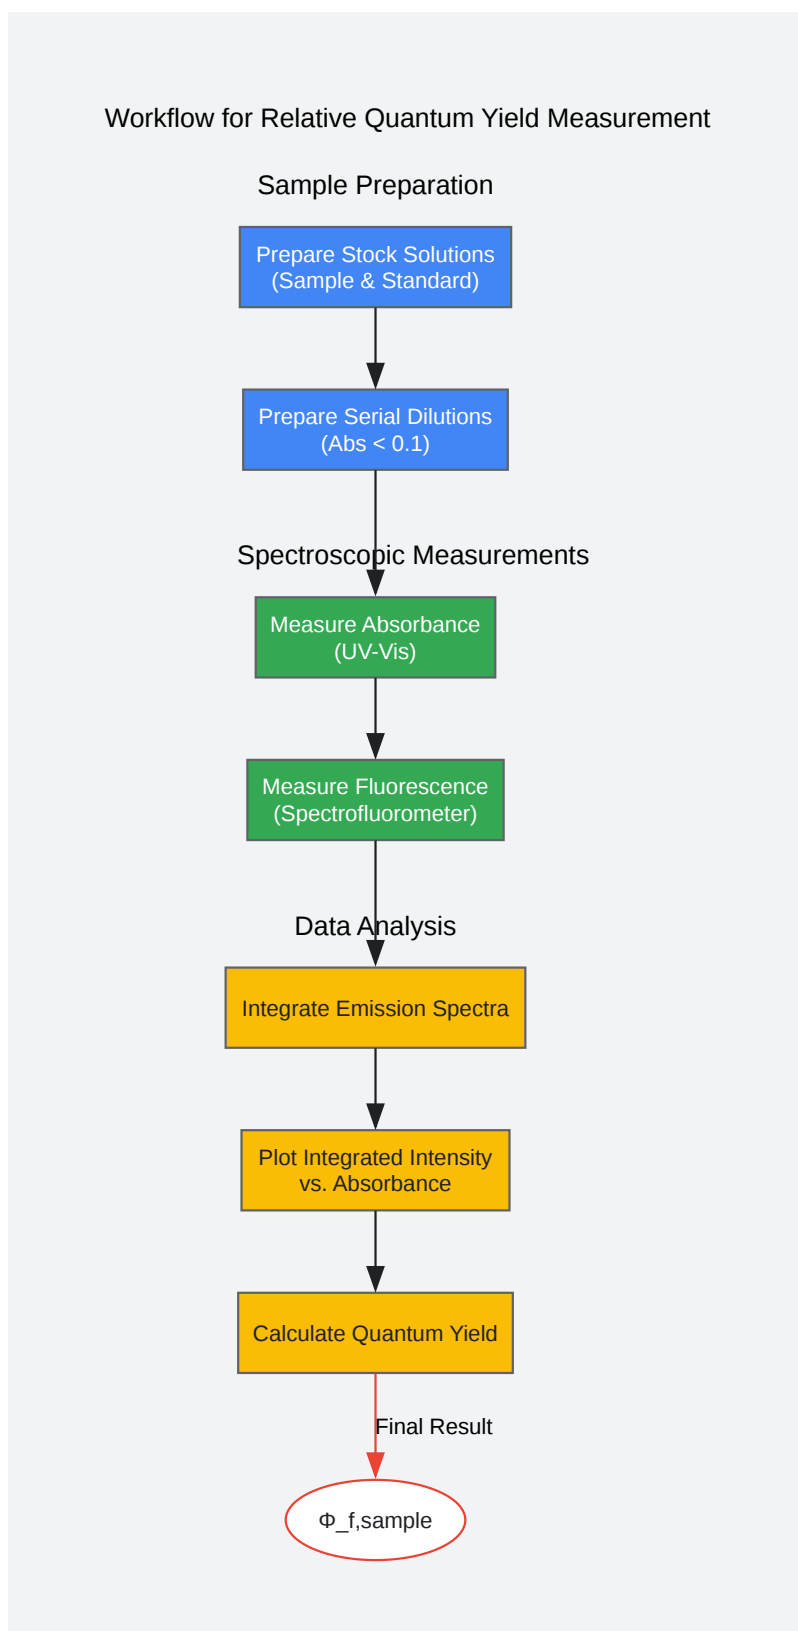 Workflow for Relative Quantum Yield Measurement
Sample Preparation
Prepare Stock Solutions
(Sample & Standard)
Prepare Serial Dilutions
(Abs < 0.1)
Spectroscopic Measurements
Measure Absorbance
(UV-Vis)
Measure Fluorescence
(Spectrofluorometer)
Data Analysis
Integrate Emission Spectra
Plot Integrated Intensity
vs. Absorbance
Calculate Quantum Yield
Final Result
Φ_f,sample